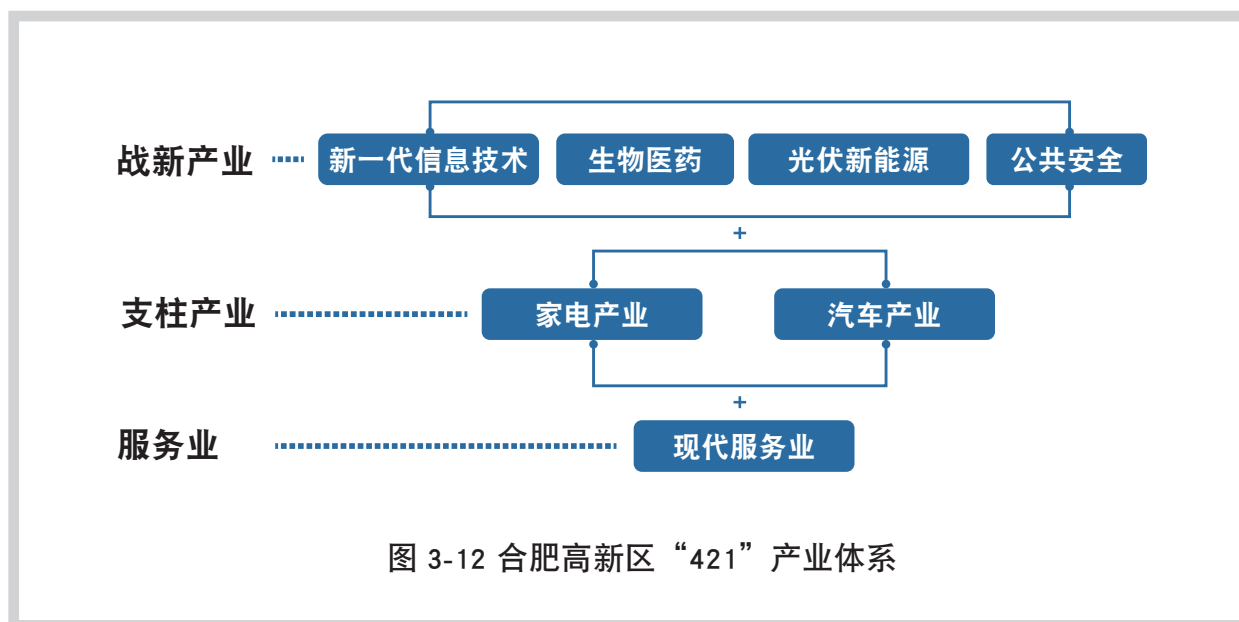 战新产业 新一代信息技术 生物医药 光伏新能源 公共安全
+
支柱产业 家电产业 汽车产业
+
服务业 现代服务业
图 3-12 合肥高新区“421”产业体系